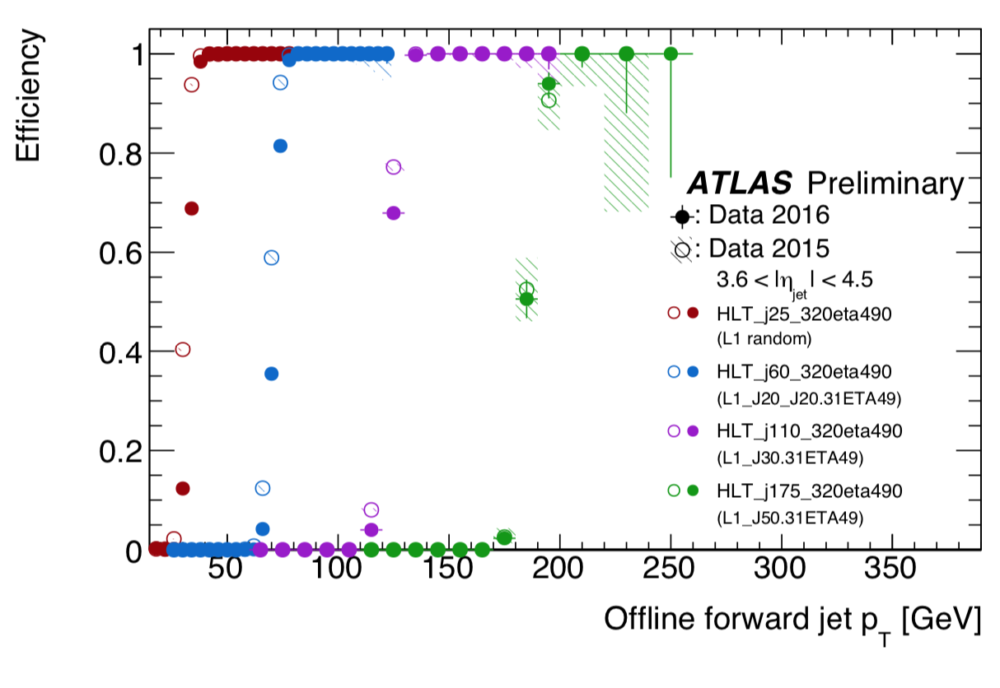 Efficiency
1
0.8
0.6
0.4
0.2
0
50 100 150 200 250 300 350
Offline forward jet p_T [GeV]
ATLAS Preliminary
: Data 2016
: Data 2015
3.6 < |η_jet| < 4.5
HLT_j25_320eta490
(L1 random)
HLT_j60_320eta490
(L1_J20_J20.31ETA49)
HLT_j110_320eta490
(L1_J30.31ETA49)
HLT_j175_320eta490
(L1_J50.31ETA49)